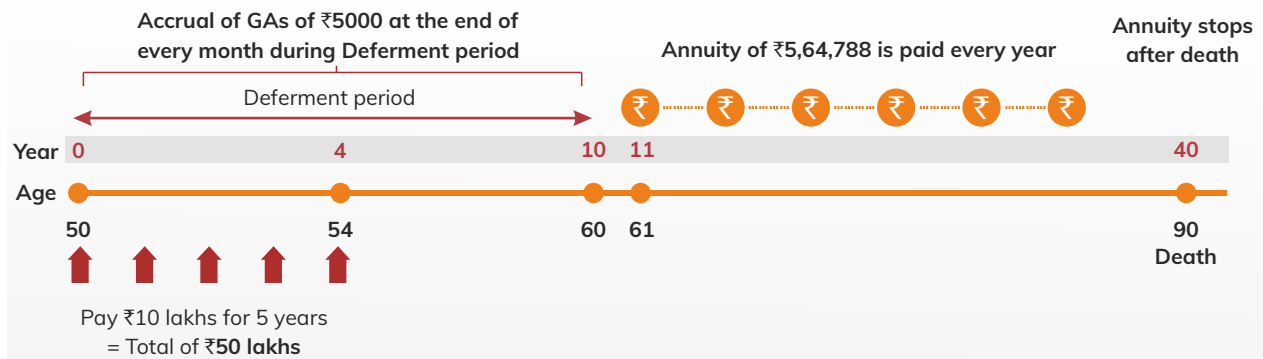 Accrual of GAs of ₹5000 at the end of
every month during Deferment period
Annuity of ₹5,64,788 is paid every year
Annuity stops
after death
Deferment period
₹ ₹ ₹ ₹ ₹ ₹
Year 0 4 10 11 40
Age
50 54 60 61 90
Death
Pay ₹10 lakhs for 5 years
= Total of ₹50 lakhs